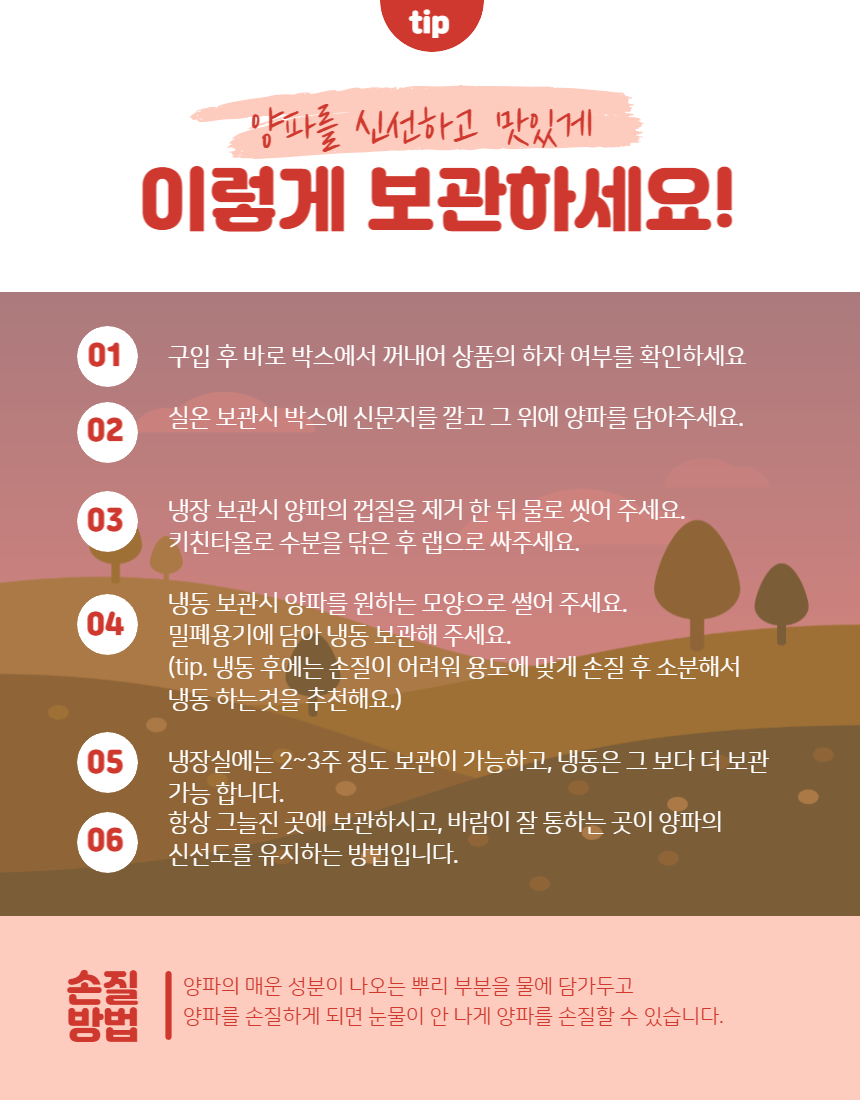 tip
양파를 신선하고 맛있게
이렇게 보관하세요!
01 구입 후 바로 박스에서 꺼내어 상품의 하자 여부를 확인하세요
02 실온 보관시 박스에 신문지를 깔고 그 위에 양파를 담아주세요.
03 냉장 보관시 양파의 껍질을 제거 한 뒤 물로 씻어 주세요.
키친타올로 수분을 닦은 후 랩으로 싸주세요.
04 냉동 보관시 양파를 원하는 모양으로 썰어 주세요.
밀폐용기에 담아 냉동 보관해 주세요.
(tip. 냉동 후에는 손질이 어려워 용도에 맞게 손질 후 소분해서
냉동 하는것을 추천해요.)
05 냉장실에는 2~3주 정도 보관이 가능하고, 냉동은 그 보다 더 보관
가능 합니다.
06 항상 그늘진 곳에 보관하시고, 바람이 잘 통하는 곳이 양파의
신선도를 유지하는 방법입니다.
손질
방법
양파의 매운 성분이 나오는 뿌리 부분을 물에 담가두고
양파를 손질하게 되면 눈물이 안 나게 양파를 손질할 수 있습니다.